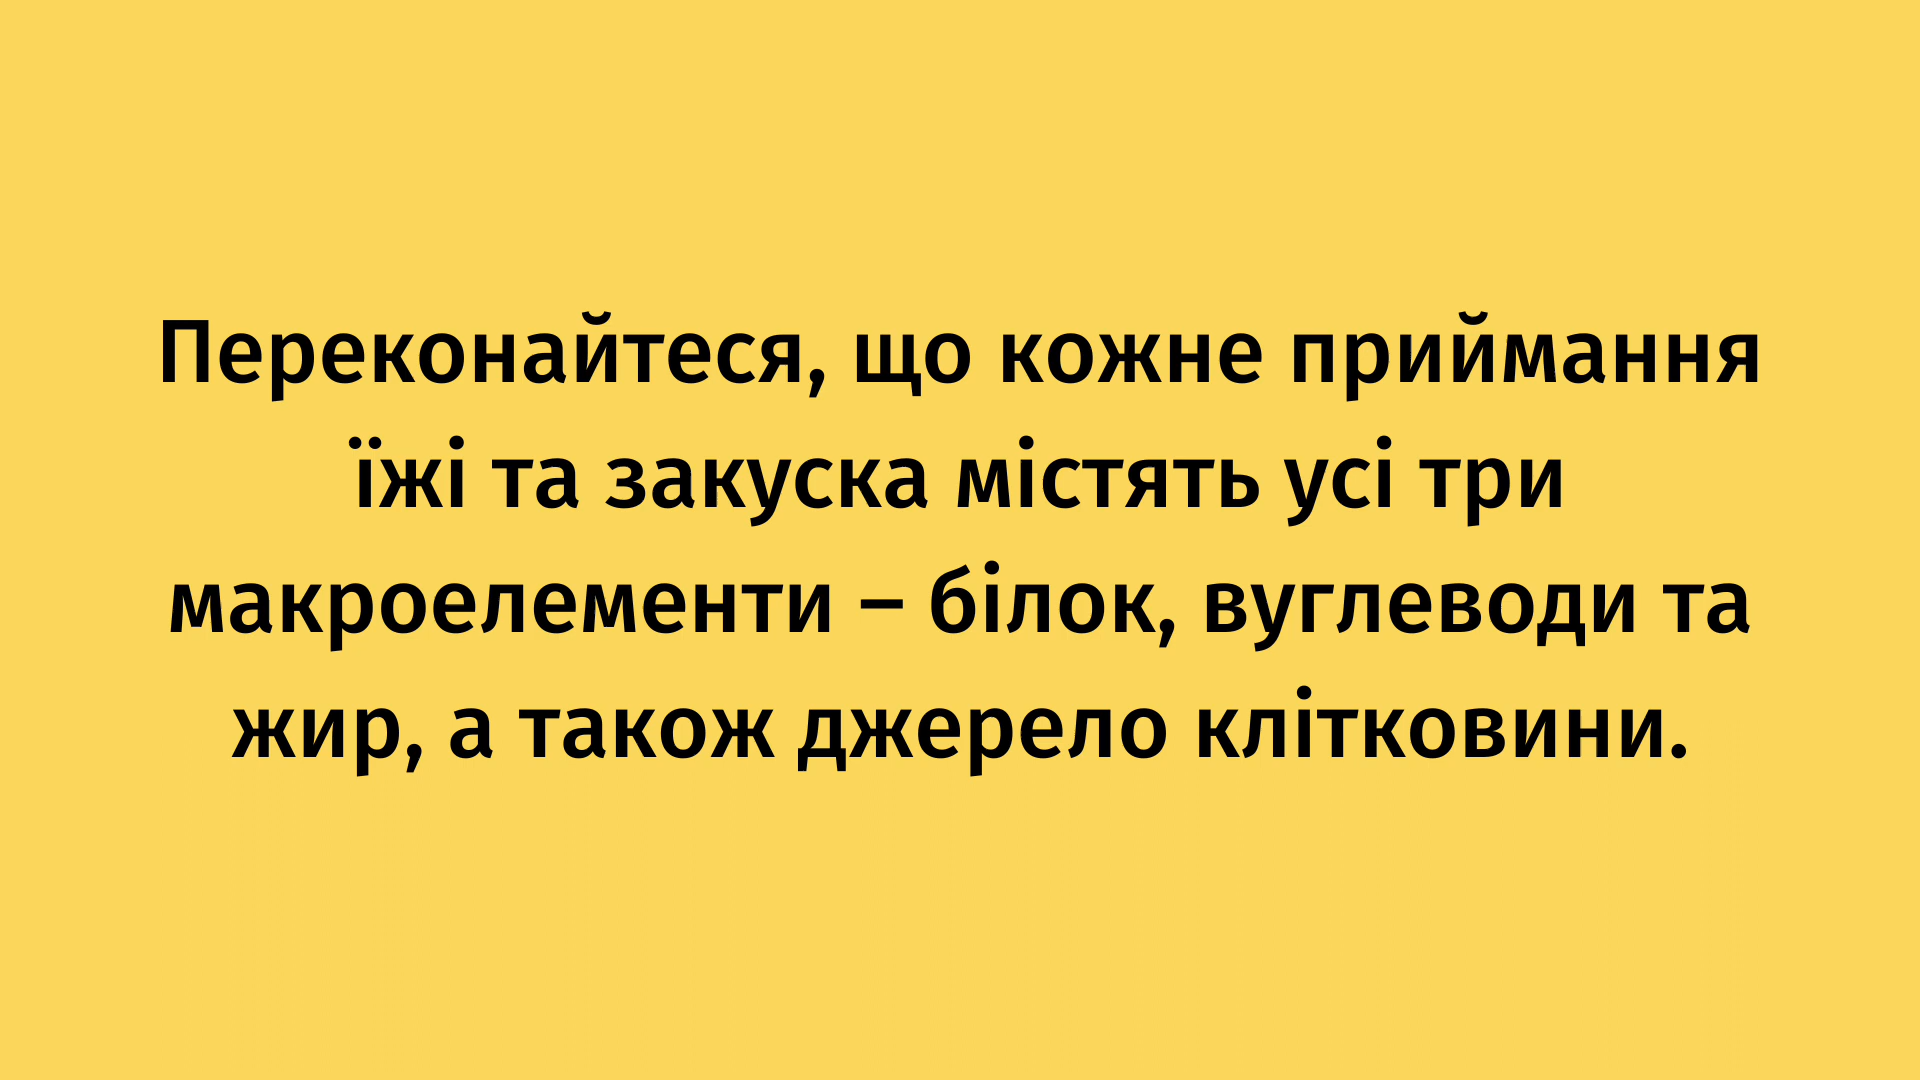 Переконайтеся, що кожне приймання
їжі та закуска містять усі три
макроелементи – білок, вуглеводи та
жир, а також джерело клітковини.